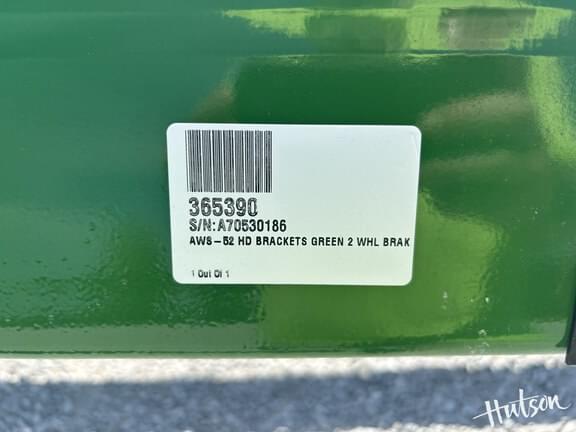 365390
S/N:A70530186
AWS-52 HD BRACKETS GREEN 2 WHL BRAK
1 Out Of 1
Hutson